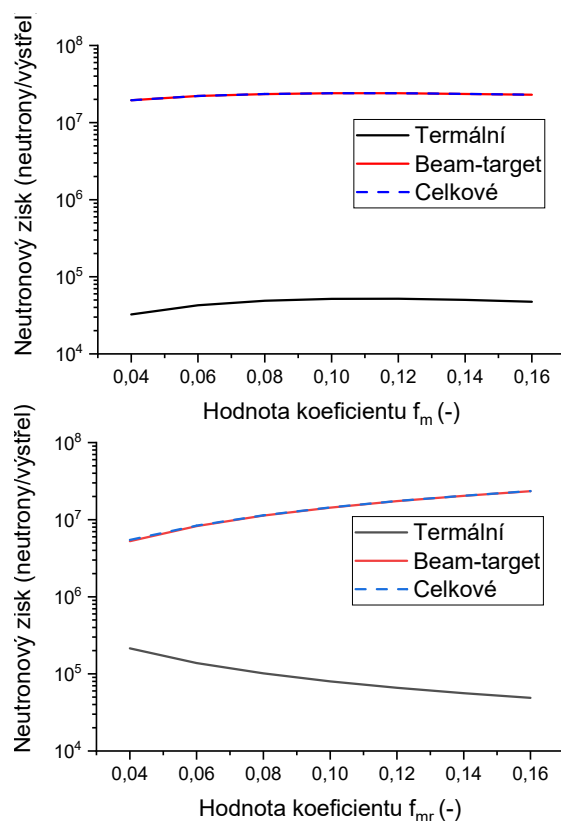 Neutronový zisk (neutrony/výstřel)
10^8
10^7
10^6
10^5
10^4
Termální
Beam-target
Celkové
0,04 0,06 0,08 0,10 0,12 0,14 0,16
Hodnota koeficientu f_m (-)
Neutronový zisk (neutrony/výstřel)
10^8
10^7
10^6
10^5
10^4
Termální
Beam-target
Celkové
0,04 0,06 0,08 0,10 0,12 0,14 0,16
Hodnota koeficientu f_mr (-)